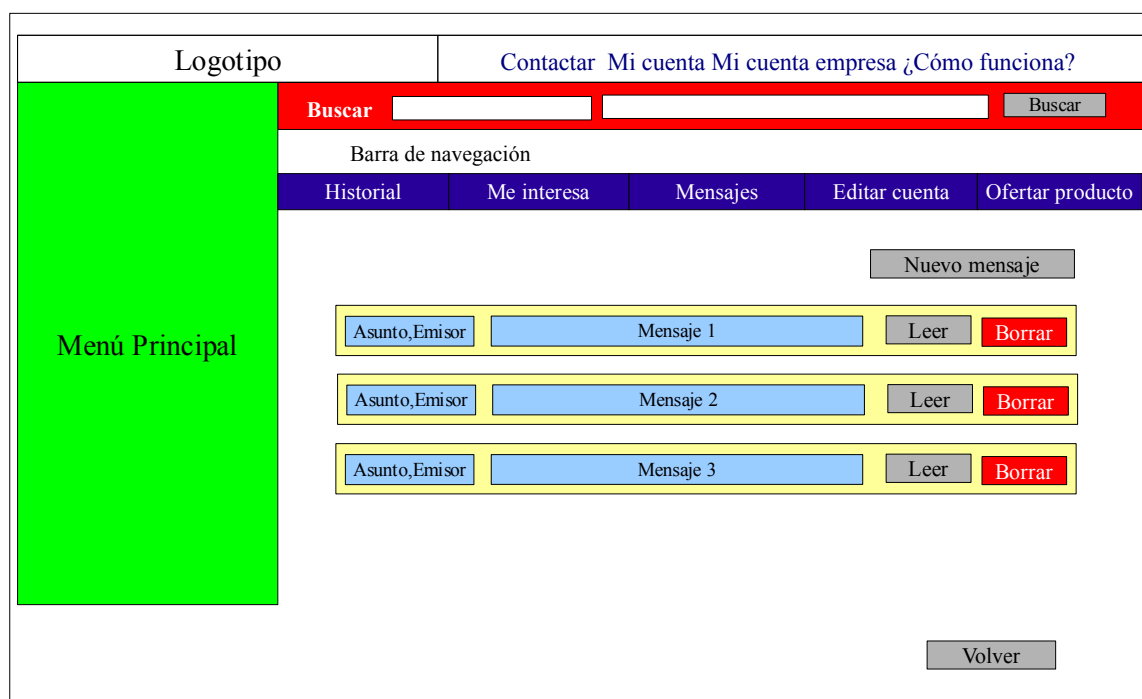 Logotipo
Contactar Mi cuenta Mi cuenta empresa ¿Cómo funciona?
Buscar Buscar
Barra de navegación
Historial Me interesa Mensajes Editar cuenta Ofertar producto
Nuevo mensaje
Menú Principal
Asunto,Emisor Mensaje 1 Leer Borrar
Asunto,Emisor Mensaje 2 Leer Borrar
Asunto,Emisor Mensaje 3 Leer Borrar
Volver